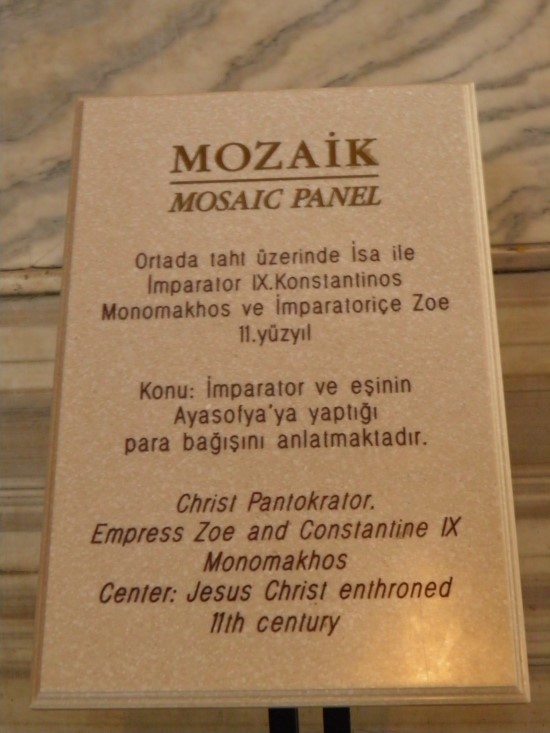 MOZAİK
MOSAIC PANEL
Ortada taht üzerinde İsa ile
İmparator IX.Konstantinos
Monomakhos ve İmparatoriçe Zoe
11.yüzyıl
Konu: İmparator ve eşinin
Ayasofya'ya yaptığı
para bağışını anlatmaktadır.
Christ Pantokrator.
Empress Zoe and Constantine IX
Monomakhos
Center: Jesus Christ enthroned
11th century